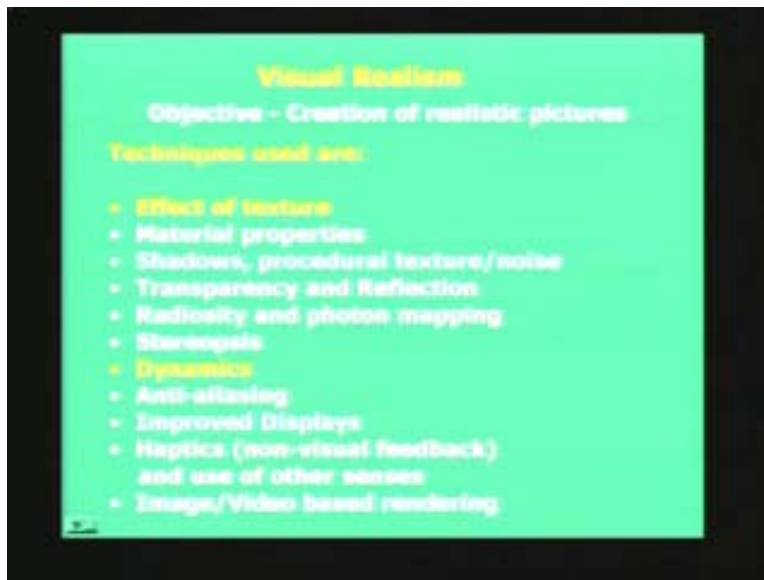 Visual Realism
Objective - Creation of realistic pictures
Techniques used are:
• Effect of texture
• Material properties
• Shadows, procedural texture/noise
• Transparency and Reflection
• Radiosity and photon mapping
• Stereopsis
• Dynamics
• Anti-aliasing
• Improved Displays
• Haptics (non-visual feedback)
and use of other senses
• Image/Video based rendering